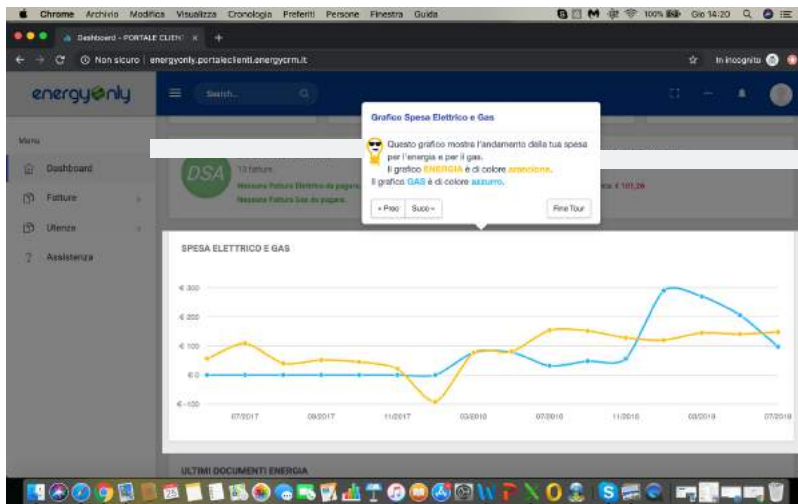 Chrome Archivio Modifica Visualizza Cronologia Preferiti Persone Finestra Guida 100% Gio 14:20
Dashboard - PORTALE CLIENT × +
Non sicuro energyonly.portaleclienti.energycrm.it In incognito
energyonly
Search..
Menu
Dashboard
Fatture
Utenze
Assistenza
Grafico Spesa Elettrico e Gas
Questo grafico mostra l'andamento della tua spesa
per l'energia e per il gas.
Il grafico ENERGIA è di colore arancione.
Il grafico GAS è di colore azzurro.
« Prec Succ » Fine Tour
DSA
13 fatture
Nessuna Fattura Elettrico da pagare.
Nessuna Fattura Gas da pagare.
€ 101,26
SPESA ELETTRICO E GAS
€ 300
€ 200
€ 100
€ 0
€ -100
07/2017 09/2017 11/2017 03/2018 07/2018 11/2018 03/2019 07/2019
ULTIMI DOCUMENTI ENERGIA